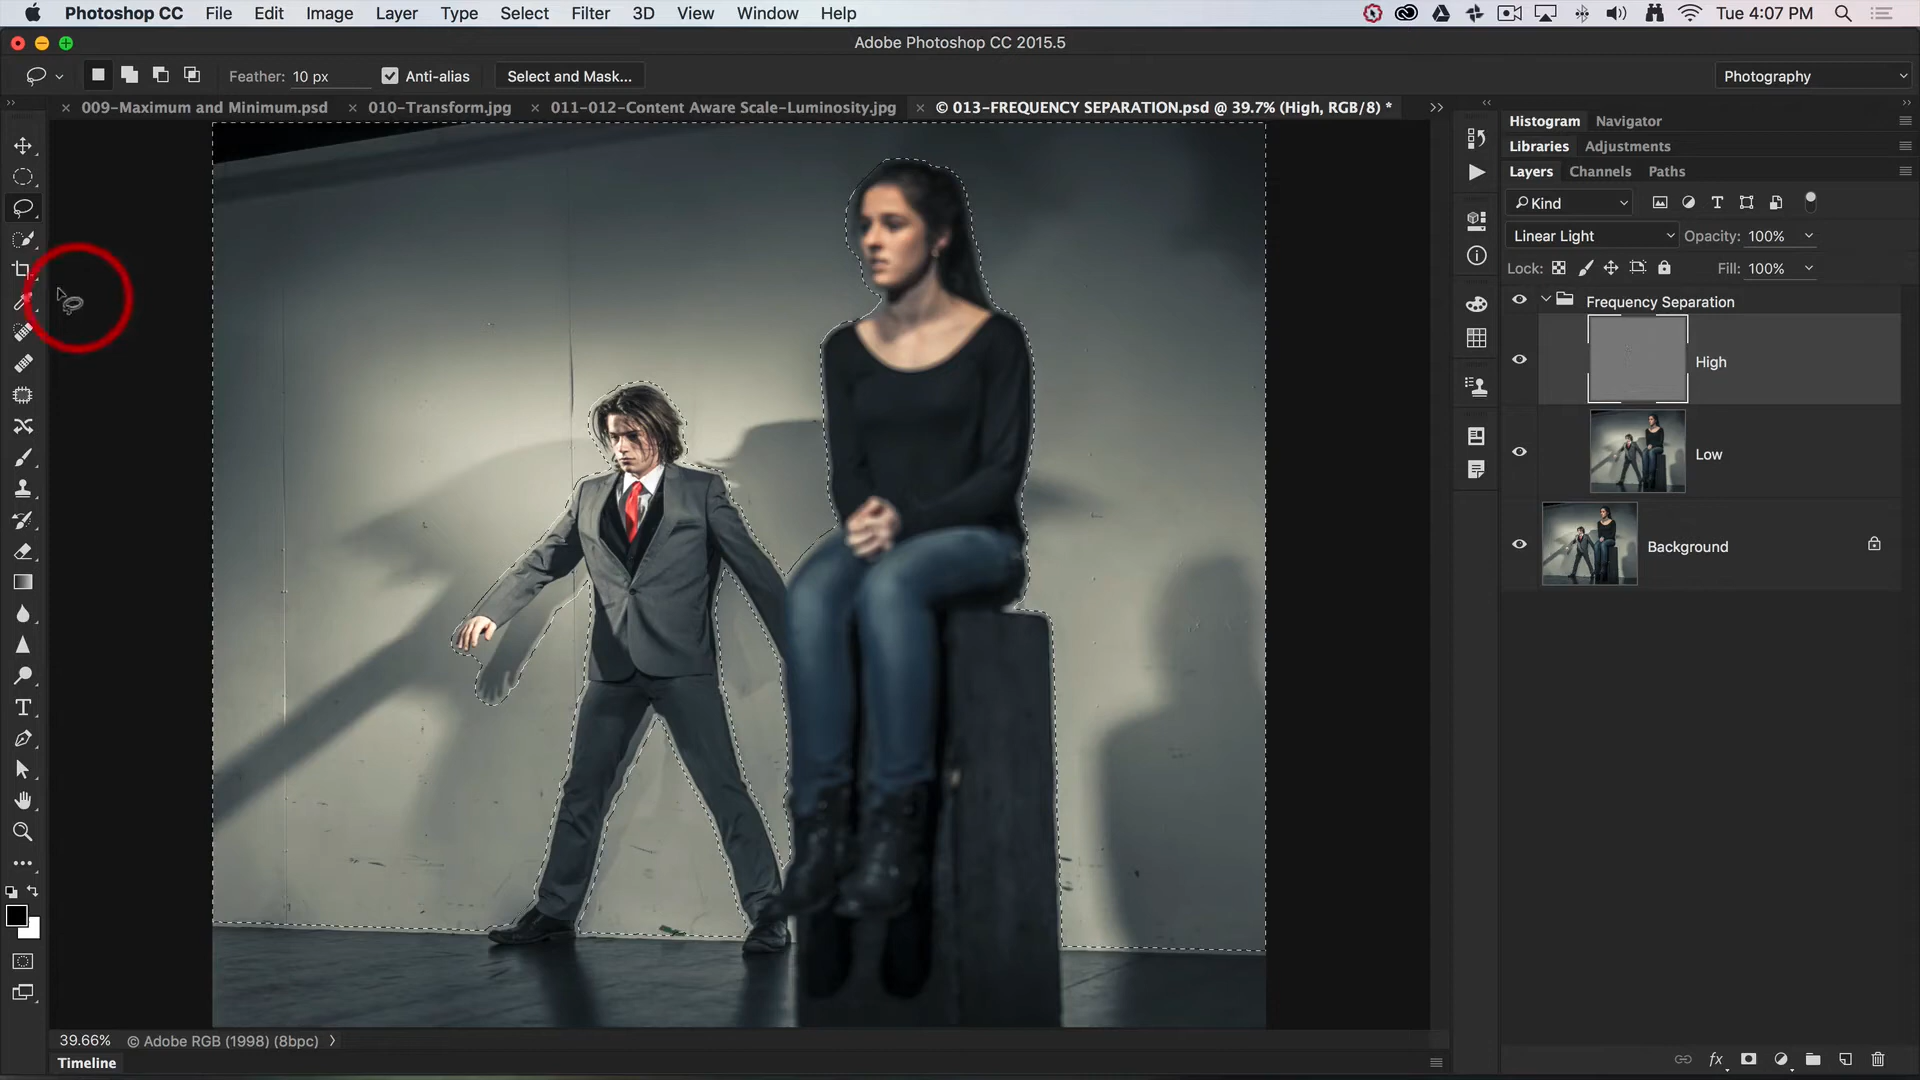 Photoshop CC File Edit Image Layer Type Select Filter 3D View Window Help Tue 4:07 PM
Adobe Photoshop CC 2015.5
Feather: 10 px Anti-alias Select and Mask... Photography
009-Maximum and Minimum.psd 010-Transform.jpg 011-012-Content Aware Scale-Luminosity.jpg © 013-FREQUENCY SEPARATION.psd @ 39.7% (High, RGB/8) *
Histogram Navigator
Libraries Adjustments
Layers Channels Paths
Kind
Linear Light Opacity: 100%
Lock: Fill: 100%
Frequency Separation
High
Low
Background
39.66% © Adobe RGB (1998) (8bpc)
Timeline